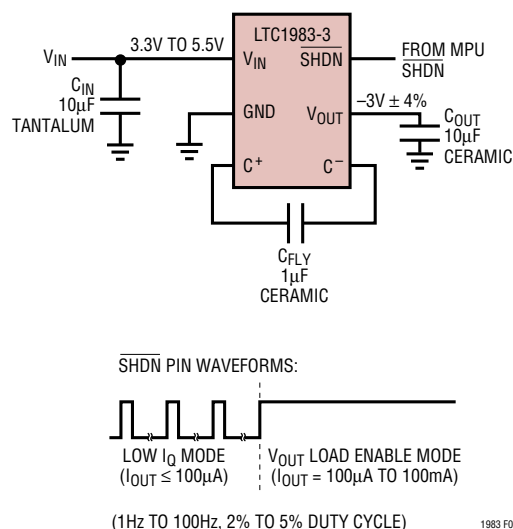 LTC1983-3
V_IN
3.3V TO 5.5V
V_IN
SHDN
FROM MPU
SHDN
C_IN
10µF
TANTALUM
GND
V_OUT
–3V ± 4%
C_OUT
10µF
CERAMIC
C+
C–
C_FLY
1µF
CERAMIC
SHDN PIN WAVEFORMS:
LOW I_Q MODE
(I_OUT ≤ 100µA)
V_OUT LOAD ENABLE MODE
(I_OUT = 100µA TO 100mA)
(1Hz TO 100Hz, 2% TO 5% DUTY CYCLE)
1983 F0